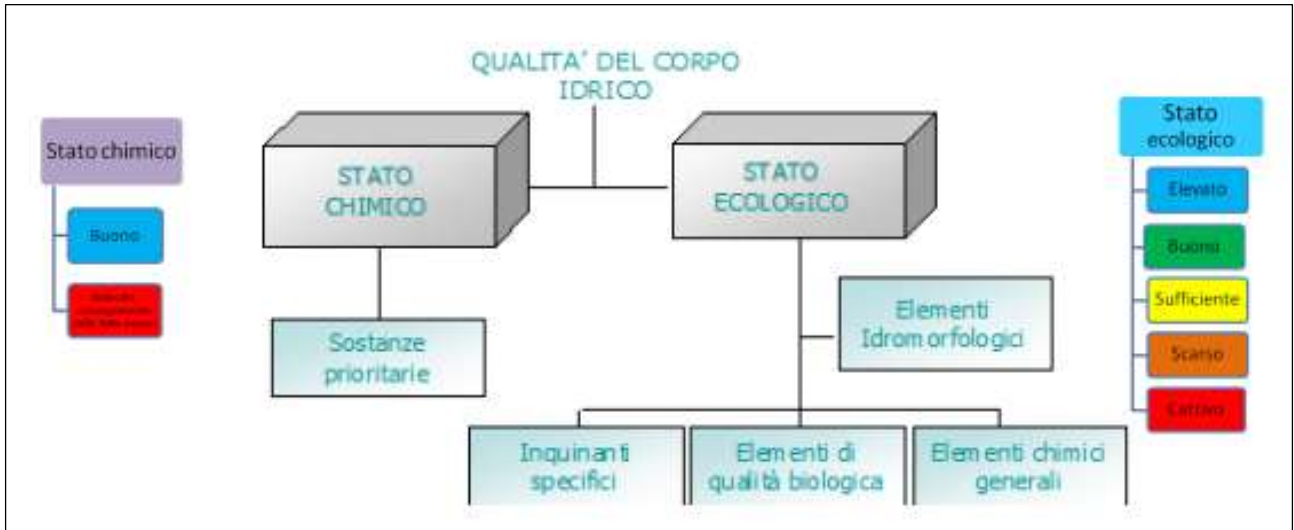 QUALITA' DEL CORPO
IDRICO
Stato chimico
Buono
STATO
CHIMICO
STATO
ECOLOGICO
Sostanze
prioritarie
Elementi
Idromorfologici
Inquinanti
specifici
Elementi di
qualità biologica
Elementi chimici
generali
Stato
ecologico
Elevato
Buono
Sufficiente
Scarso
Cattivo